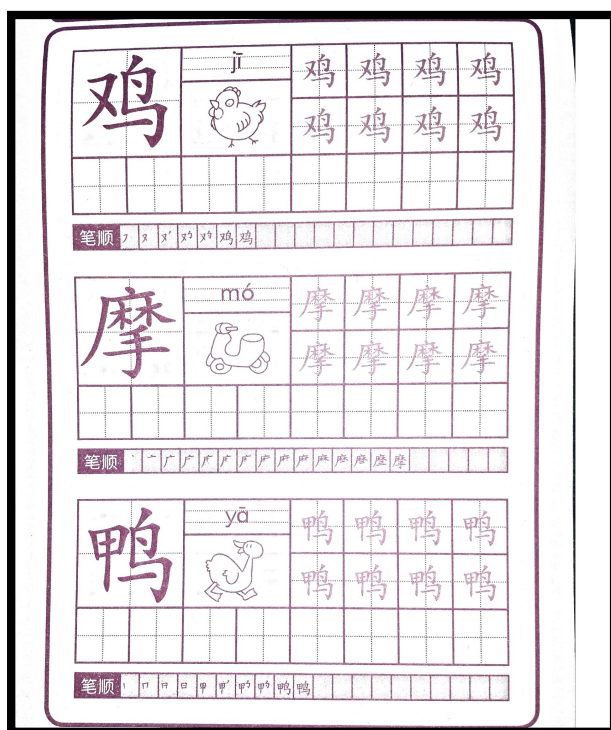 鸡 jī 鸡 鸡 鸡 鸡
鸡 鸡 鸡 鸡
笔顺
摩 mó 摩 摩 摩 摩
摩 摩 摩 摩
笔顺
鸭 yā 鸭 鸭 鸭 鸭
鸭 鸭 鸭 鸭
笔顺